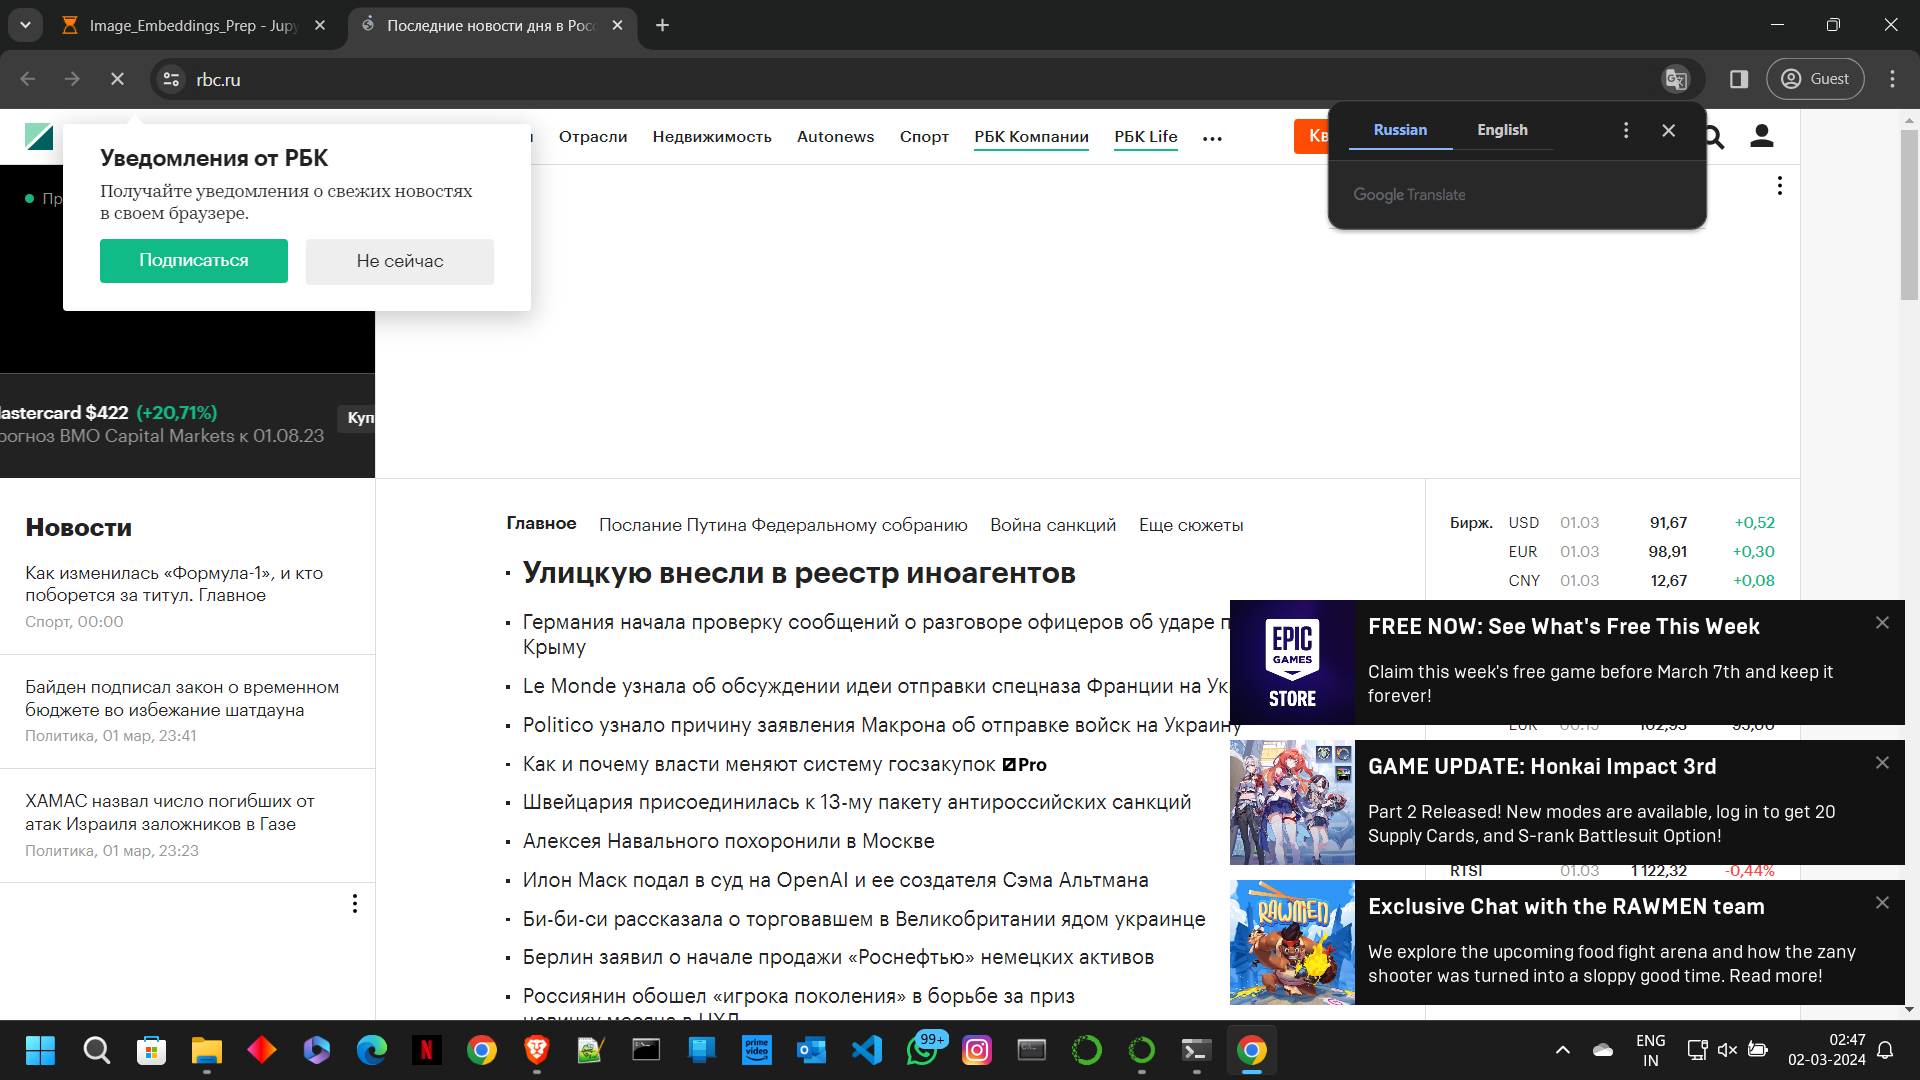 Image_Embeddings_Prep - Jupy
Последние новости дня в Росс
rbc.ru
Guest
Отрасли
Недвижимость
Autonews
Спорт
РБК Компании
РБК Life
Russian
English
Google Translate
Уведомления от РБК
Получайте уведомления о свежих новостях
в своем браузере.
Подписаться
Не сейчас
astercard $422 (+20,71%)
рогноз BMO Capital Markets к 01.08.23
Новости
Как изменилась «Формула-1», и кто
поборется за титул. Главное
Спорт, 00:00
Байден подписал закон о временном
бюджете во избежание шатдауна
Политика, 01 мар, 23:41
ХАМАС назвал число погибших от
атак Израиля заложников в Газе
Политика, 01 мар, 23:23
Главное
Послание Путина Федеральному собранию
Война санкций
Еще сюжеты
Улицкую внесли в реестр иноагентов
Германия начала проверку сообщений о разговоре офицеров об ударе п
Крыму
Le Monde узнала об обсуждении идеи отправки спецназа Франции на Ук
Politico узнало причину заявления Макрона об отправке войск на Украину
Как и почему власти меняют систему госзакупок Pro
Швейцария присоединилась к 13-му пакету антироссийских санкций
Алексея Навального похоронили в Москве
Илон Маск подал в суд на OpenAI и ее создателя Сэма Альтмана
Би-би-си рассказала о торговавшем в Великобритании ядом украинце
Берлин заявил о начале продажи «Роснефтью» немецких активов
Россиянин обошел «игрока поколения» в борьбе за приз
Бирж. USD 01.03 91,67 +0,52
EUR 01.03 98,91 +0,30
CNY 01.03 12,67 +0,08
EPIC
GAMES
STORE
FREE NOW: See What's Free This Week
Claim this week's free game before March 7th and keep it
forever!
GAME UPDATE: Honkai Impact 3rd
Part 2 Released! New modes are available, log in to get 20
Supply Cards, and S-rank Battlesuit Option!
RTSI 01.03 1 122,32 -0,44%
RAWMEN
Exclusive Chat with the RAWMEN team
We explore the upcoming food fight arena and how the zany
shooter was turned into a sloppy good time. Read more!
prime
video
99+
ENG
IN
02:47
02-03-2024